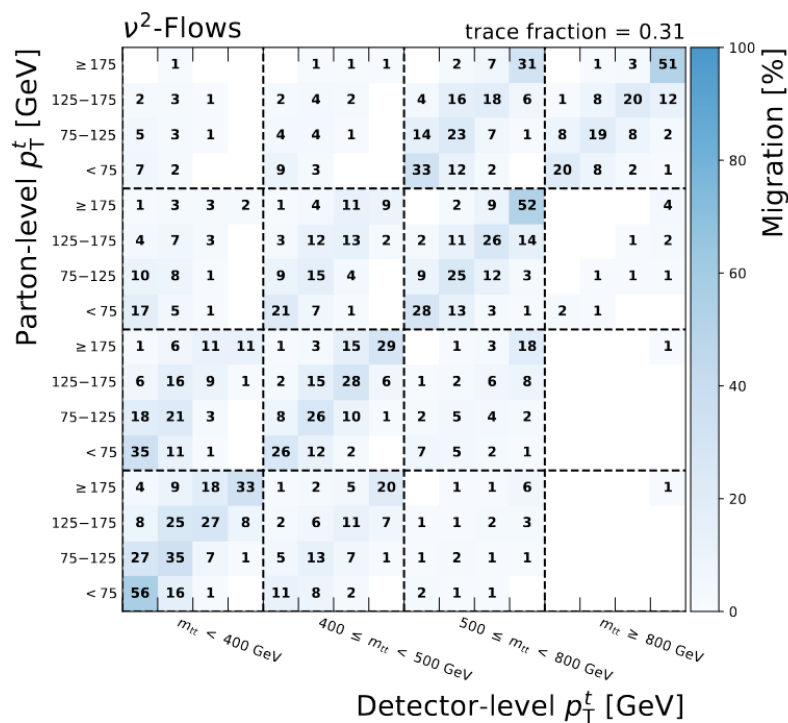 ν²-Flows trace fraction = 0.31
≥ 175 1 1 1 1 2 7 31 1 3 51 100
125−175 2 3 1 2 4 2 4 16 18 6 1 8 20 12
75−125 5 3 1 4 4 1 14 23 7 1 8 19 8 2
< 75 7 2 9 3 33 12 2 20 8 2 1 80
≥ 175 1 3 3 2 1 4 11 9 2 9 52 4
125−175 4 7 3 3 12 13 2 2 11 26 14 1 2
75−125 10 8 1 9 15 4 9 25 12 3 1 1 1 60
< 75 17 5 1 21 7 1 28 13 3 1 2 1
≥ 175 1 6 11 11 1 3 15 29 1 3 18 1
125−175 6 16 9 1 2 15 28 6 1 2 6 8 40
75−125 18 21 3 8 26 10 1 2 5 4 2
< 75 35 11 1 26 12 2 7 5 2 1
≥ 175 4 9 18 33 1 2 5 20 1 1 6 1 20
125−175 8 25 27 8 2 6 11 7 1 1 2 3
75−125 27 35 7 1 5 13 7 1 1 2 1 1
< 75 56 16 1 11 8 2 2 1 1 0
m_tt < 400 GeV
400 ≤ m_tt < 500 GeV
500 ≤ m_tt < 800 GeV
m_tt ≥ 800 GeV
Detector-level p_T^t [GeV]
Parton-level p_T^t [GeV]
Migration [%]